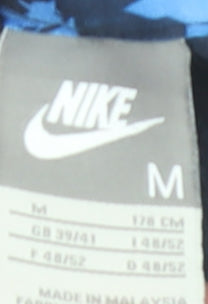 NIKE
M
M 178 CM
GB 39/41 I 48/52
F 48/52 D 48/52
MADE IN MALAYSIA